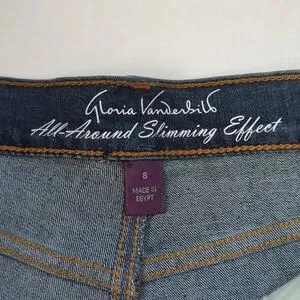 Gloria Vanderbilt
All-Around Slimming Effect
8
MADE IN
EGYPT